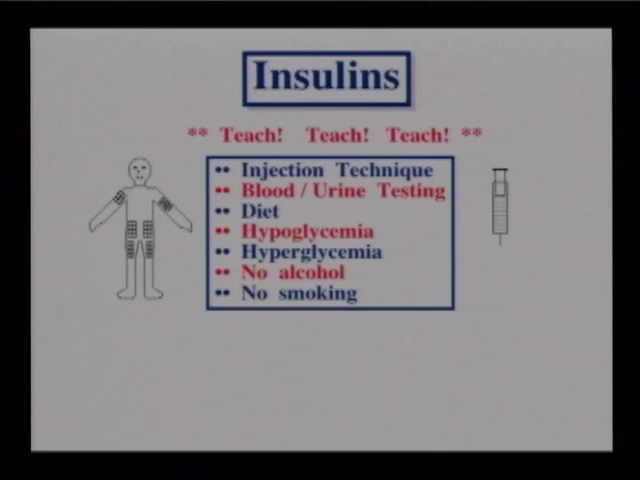 Insulins
** Teach! Teach! Teach! **
•• Injection Technique
•• Blood / Urine Testing
•• Diet
•• Hypoglycemia
•• Hyperglycemia
•• No alcohol
•• No smoking